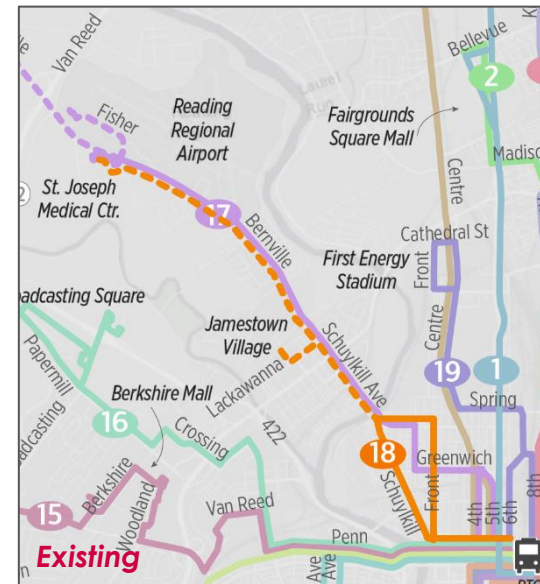 Van Reed
Fisher
Reading
Regional
Airport
St. Joseph
Medical Ctr.
17
Bernville
Bellevue
2
Fairgrounds
Square Mall
Madiso
Centre
Cathedral St
Front
First Energy
Stadium
Centre
19
1
Spring
oadcasting Square
Jamestown
Village
Lackawanna
Schuylkill Ave
Papermill
oadcasting
16
Berkshire Mall
Crossing
422
18
Greenwich
Schuylkill
Front
4th
5th
6th
8th
Berkshire
15
Woodland
Van Reed
Penn
Ave
Ave
Existing